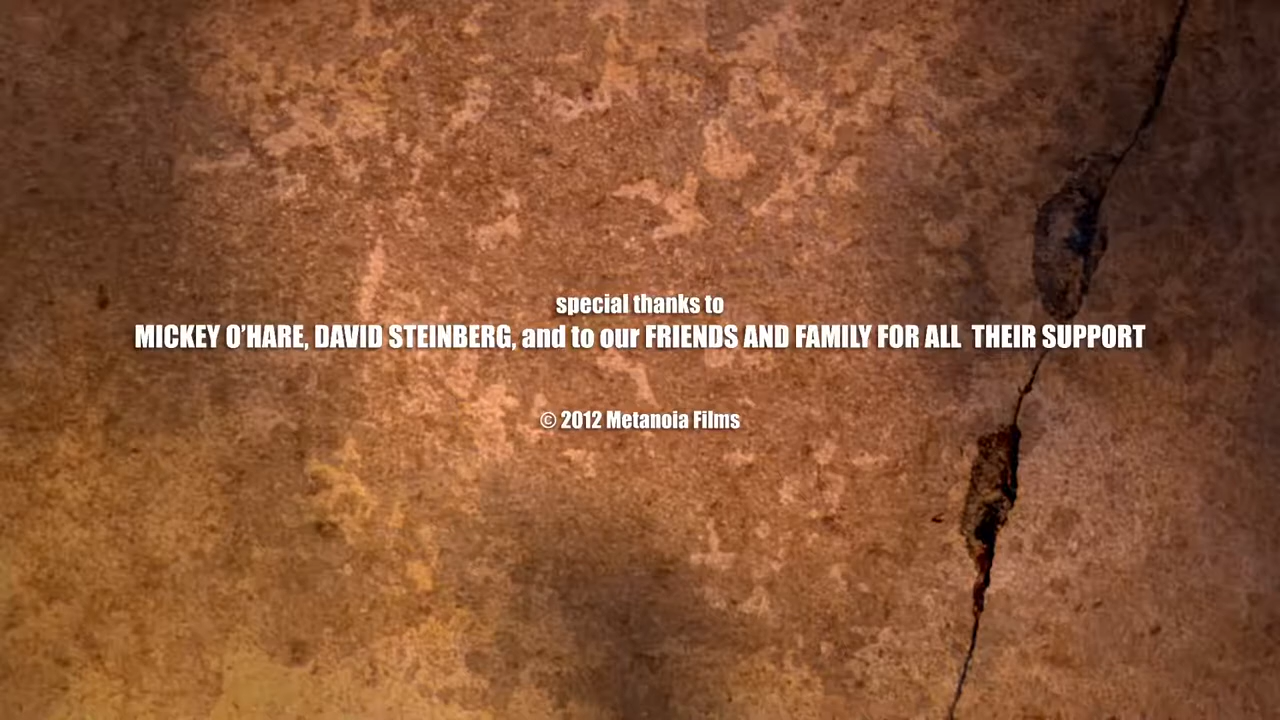 special thanks to
MICKEY O’HARE, DAVID STEINBERG, and to our FRIENDS AND FAMILY FOR ALL THEIR SUPPORT
© 2012 Metanoia Films